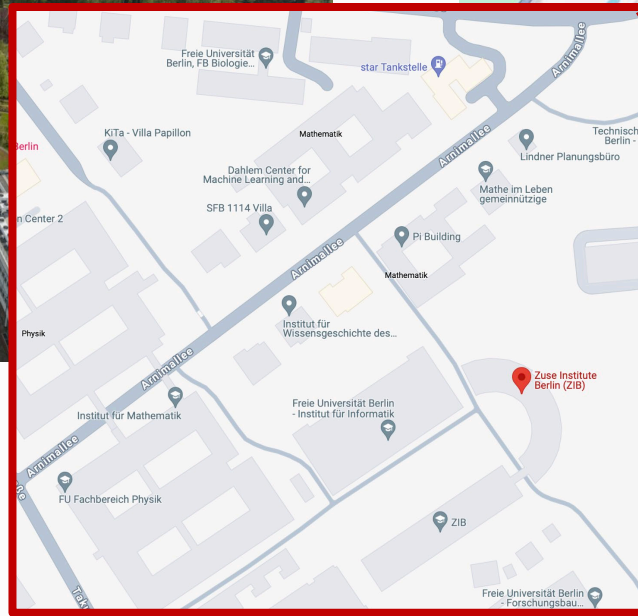 Freie Universität
Berlin, FB Biologie...
star Tankstelle
Arnimallee
KiTa - Villa Papillon
Mathematik
Arnimallee
Technisch
Berlin -
Lindner Planungsbüro
Berlin
Dahlem Center for
Machine Learning and...
Mathe im Leben
gemeinnützige
SFB 1114 Villa
n Center 2
Pi Building
Arnimallee
Mathematik
Physik
Institut für
Wissensgeschichte des...
Arnimallee
Zuse Institute
Berlin (ZIB)
Institut für Mathematik
Freie Universität Berlin
- Institut für Informatik
Arnimallee
FU Fachbereich Physik
ße
ZIB
Taku
Freie Universität Berlin
- Forschungsbau...